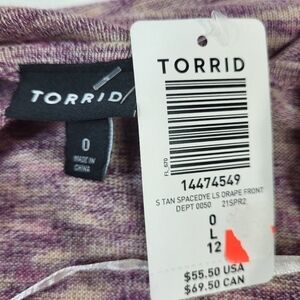 TORRID
0
MADE IN
CHINA
TORRID
FL_670
14474549
S TAN SPACEDYE LS DRAPE FRONT
DEPT 0050 21SPR2
0
L
12
$55.50 USA
$69.50 CAN